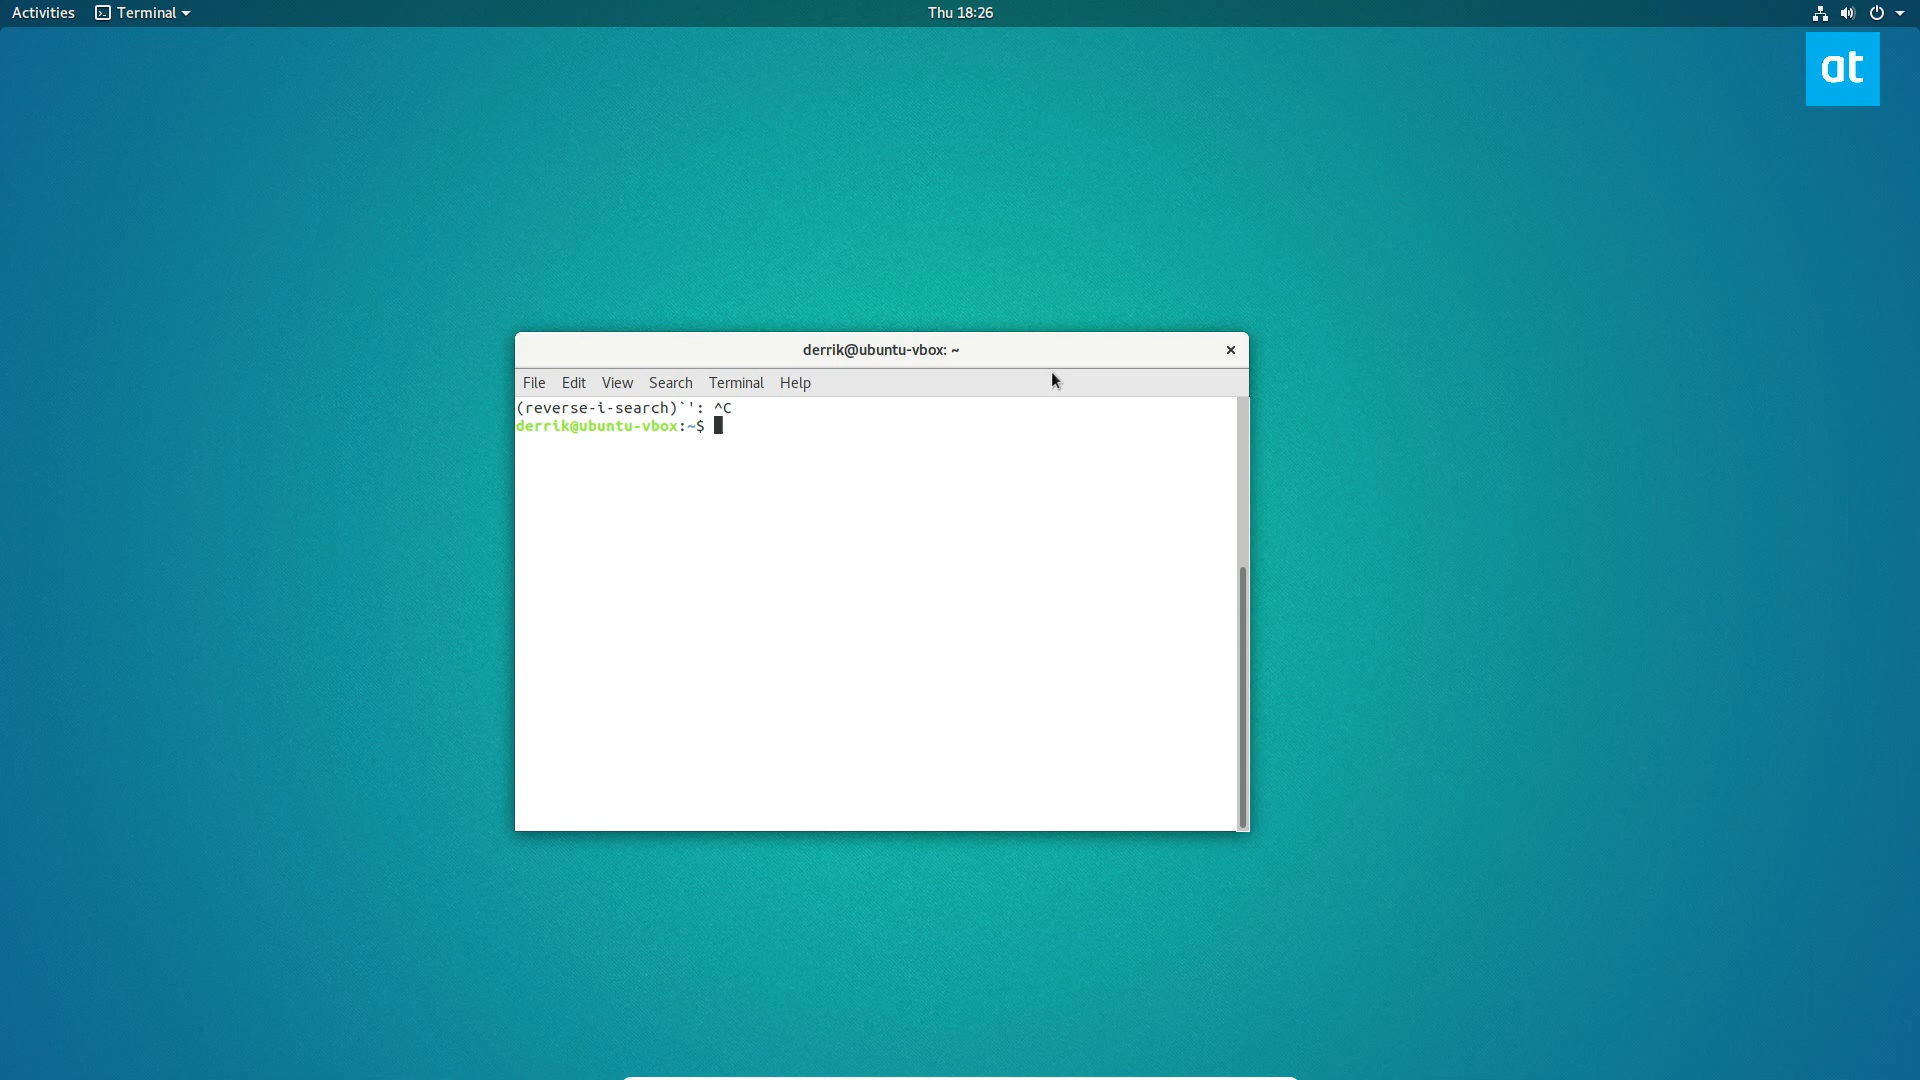 Activities Terminal Thu 18:26
at
derrik@ubuntu-vbox: ~
File Edit View Search Terminal Help
(reverse-i-search)`': ^C
derrik@ubuntu-vbox:~$